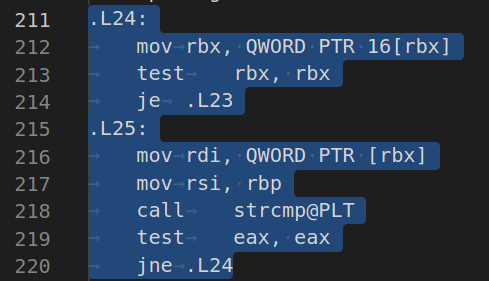 211 .L24:
212 mov rbx, QWORD PTR 16[rbx]
213 test rbx, rbx
214 je .L23
215 .L25:
216 mov rdi, QWORD PTR [rbx]
217 mov rsi, rbp
218 call strcmp@PLT
219 test eax, eax
220 jne .L24